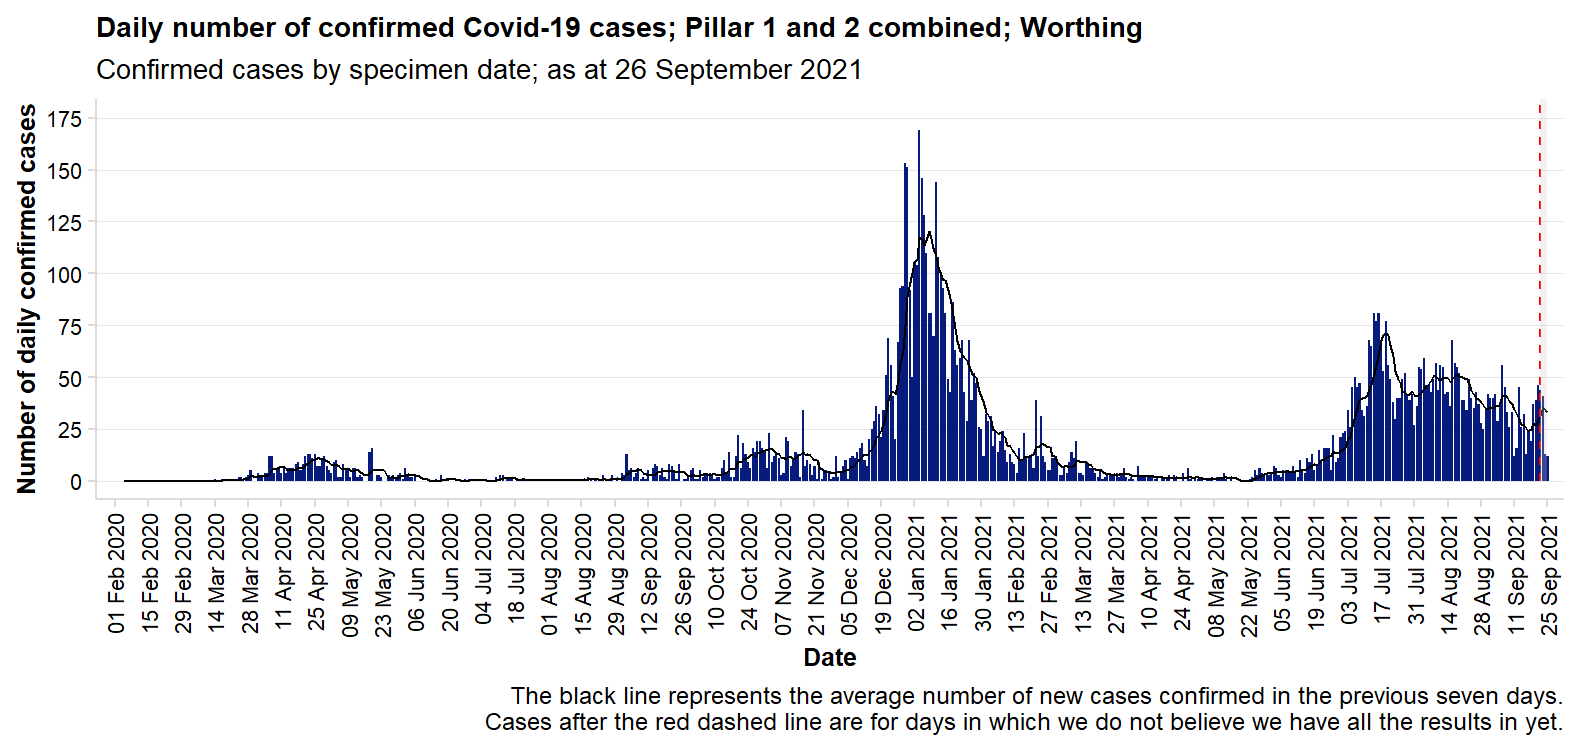 Daily number of confirmed Covid-19 cases; Pillar 1 and 2 combined; Worthing
Confirmed cases by specimen date; as at 26 September 2021
Number of daily confirmed cases
175
150
125
100
75
50
25
0
01 Feb 2020
15 Feb 2020
29 Feb 2020
14 Mar 2020
28 Mar 2020
11 Apr 2020
25 Apr 2020
09 May 2020
23 May 2020
06 Jun 2020
20 Jun 2020
04 Jul 2020
18 Jul 2020
01 Aug 2020
15 Aug 2020
29 Aug 2020
12 Sep 2020
26 Sep 2020
10 Oct 2020
24 Oct 2020
07 Nov 2020
21 Nov 2020
05 Dec 2020
19 Dec 2020
02 Jan 2021
16 Jan 2021
30 Jan 2021
13 Feb 2021
27 Feb 2021
13 Mar 2021
27 Mar 2021
10 Apr 2021
24 Apr 2021
08 May 2021
22 May 2021
05 Jun 2021
19 Jun 2021
03 Jul 2021
17 Jul 2021
31 Jul 2021
14 Aug 2021
28 Aug 2021
11 Sep 2021
25 Sep 2021
Date
The black line represents the average number of new cases confirmed in the previous seven days.
Cases after the red dashed line are for days in which we do not believe we have all the results in yet.